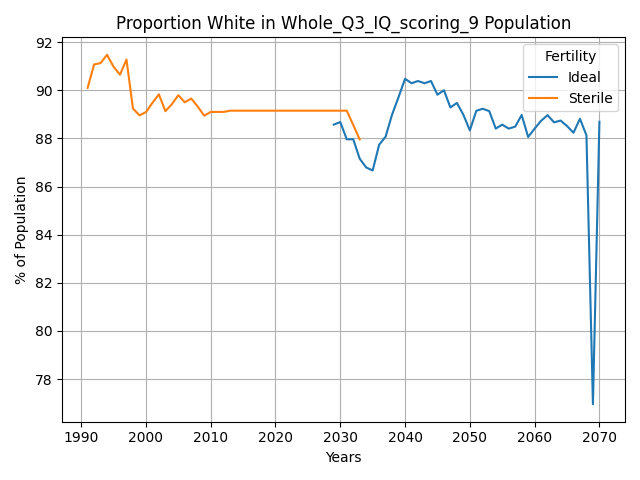 Proportion White in Whole_Q3_IQ_scoring_9 Population
Fertility
Ideal
Sterile
% of Population
92
90
88
86
84
82
80
78
1990 2000 2010 2020 2030 2040 2050 2060 2070
Years